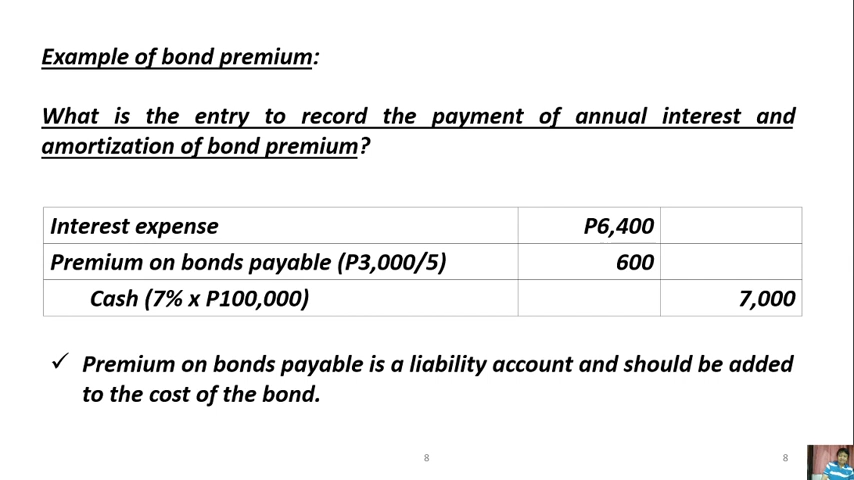 Example of bond premium:
What is the entry to record the payment of annual interest and
amortization of bond premium?
Interest expense P6,400
Premium on bonds payable (P3,000/5) 600
Cash (7% x P100,000) 7,000
✓ Premium on bonds payable is a liability account and should be added
to the cost of the bond.
8 8